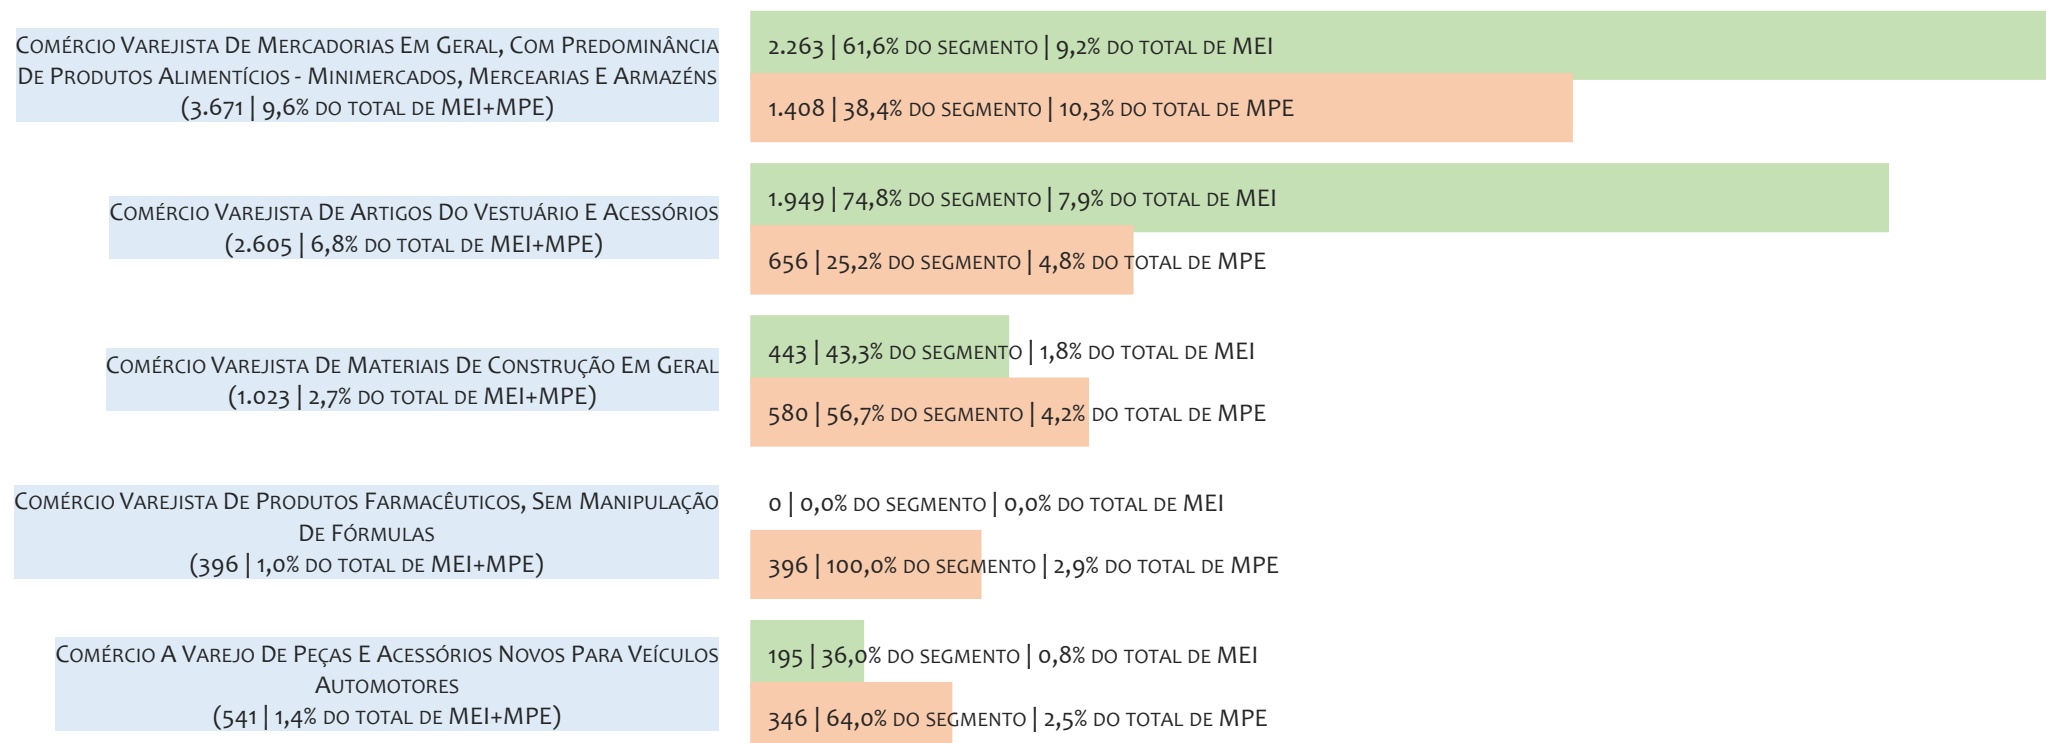 Comércio Varejista De Mercadorias Em Geral, Com Predominância
De Produtos Alimentícios - Minimercados, Mercearias E Armazéns
(3.671 | 9,6% do total de MEI+MPE)
2.263 | 61,6% do segmento | 9,2% do total de MEI
1.408 | 38,4% do segmento | 10,3% do total de MPE
Comércio Varejista De Artigos Do Vestuário E Acessórios
(2.605 | 6,8% do total de MEI+MPE)
1.949 | 74,8% do segmento | 7,9% do total de MEI
656 | 25,2% do segmento | 4,8% do total de MPE
Comércio Varejista De Materiais De Construção Em Geral
(1.023 | 2,7% do total de MEI+MPE)
443 | 43,3% do segmento | 1,8% do total de MEI
580 | 56,7% do segmento | 4,2% do total de MPE
Comércio Varejista De Produtos Farmacêuticos, Sem Manipulação
De Fórmulas
(396 | 1,0% do total de MEI+MPE)
0 | 0,0% do segmento | 0,0% do total de MEI
396 | 100,0% do segmento | 2,9% do total de MPE
Comércio A Varejo De Peças E Acessórios Novos Para Veículos
Automotores
(541 | 1,4% do total de MEI+MPE)
195 | 36,0% do segmento | 0,8% do total de MEI
346 | 64,0% do segmento | 2,5% do total de MPE